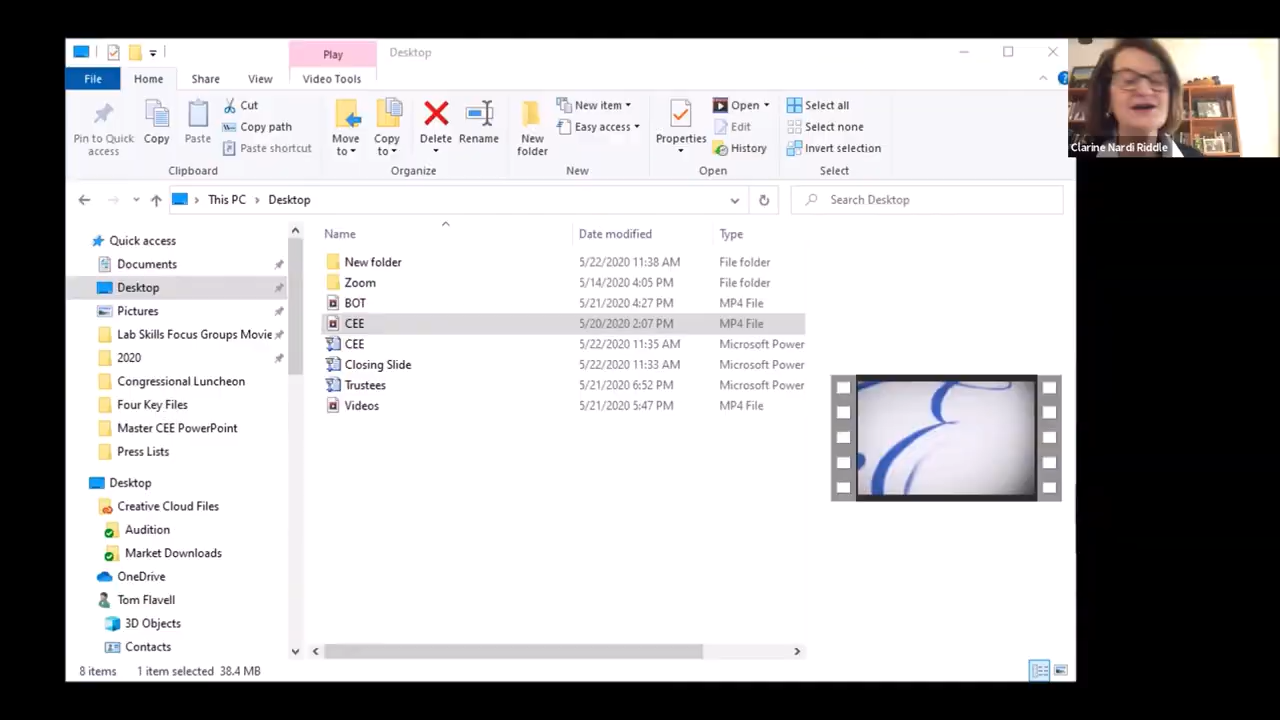 Play Desktop
File Home Share View Video Tools
Pin to Quick access
Copy
Paste
Cut
Copy path
Paste shortcut
Clipboard
Move to
Copy to
Delete
Rename
Organize
New folder
New item
Easy access
New
Properties
Open
Edit
History
Open
Select all
Select none
Invert selection
Select
Clarine Nardi Riddle
This PC > Desktop
Search Desktop
Name Date modified Type
New folder 5/22/2020 11:38 AM File folder
Zoom 5/14/2020 4:05 PM File folder
BOT 5/21/2020 4:27 PM MP4 File
CEE 5/20/2020 2:07 PM MP4 File
CEE 5/22/2020 11:35 AM Microsoft Power
Closing Slide 5/22/2020 11:33 AM Microsoft Power
Trustees 5/21/2020 6:52 PM Microsoft Power
Videos 5/21/2020 5:47 PM MP4 File
Quick access
Documents
Desktop
Pictures
Lab Skills Focus Groups Movie
2020
Congressional Luncheon
Four Key Files
Master CEE PowerPoint
Press Lists
Desktop
Creative Cloud Files
Audition
Market Downloads
OneDrive
Tom Flavell
3D Objects
Contacts
8 items 1 item selected 38.4 MB